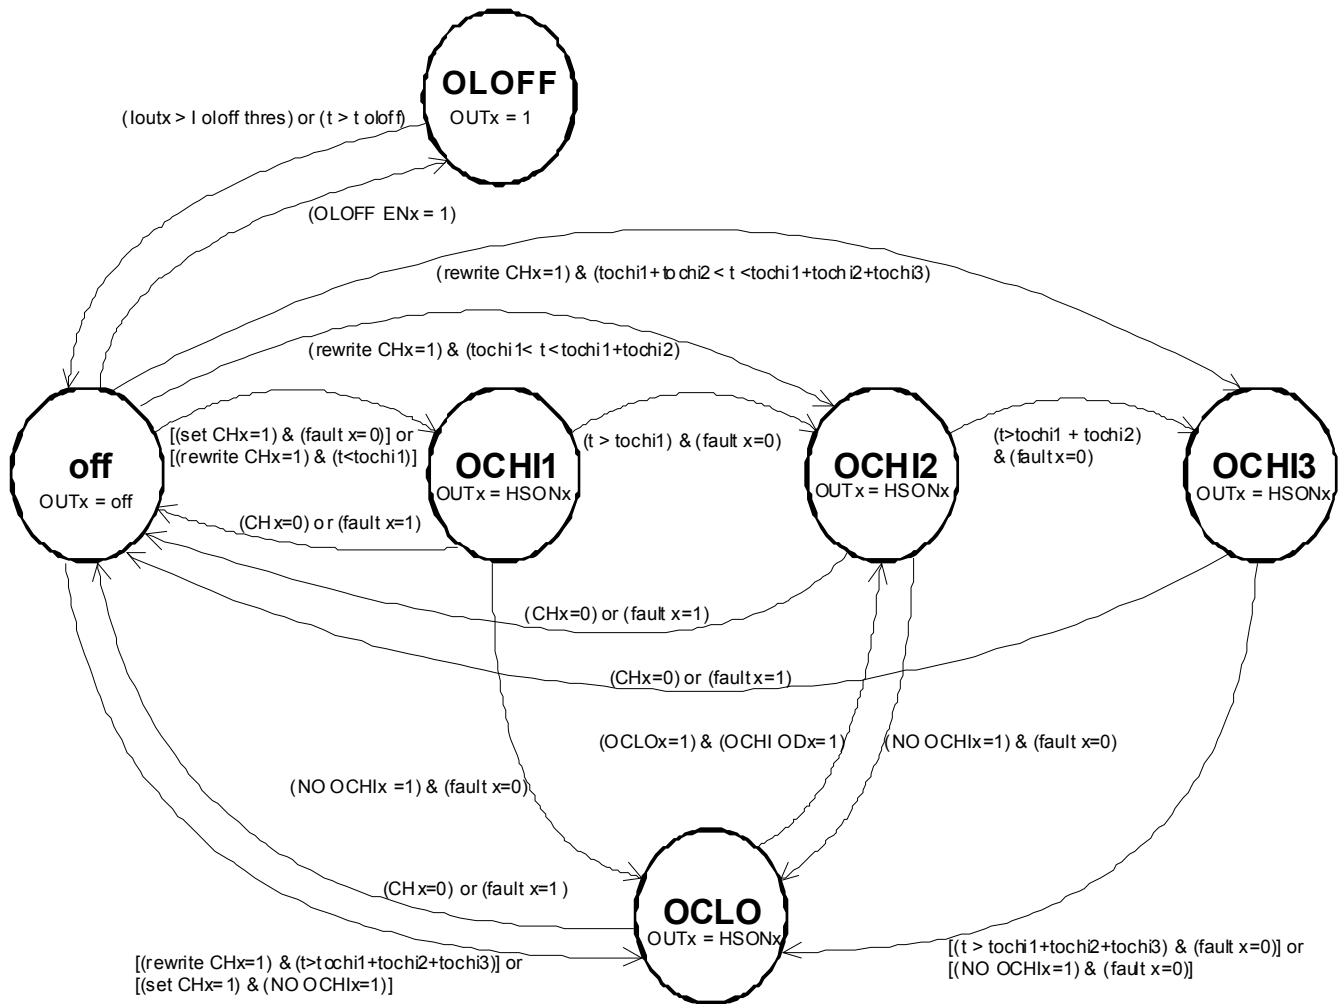 OLOFF
OUTx = 1
(Ioutx > I oloff thres) or (t > t oloff)
(OLOFF ENx = 1)
(rewrite CHx=1) & (tochi1+tochi2 < t <tochi1+tochi2+tochi3)
(rewrite CHx=1) & (tochi1< t <tochi1+tochi2)
off
OUTx = off
[(set CHx=1) & (fault x=0)] or
[(rewrite CHx=1) & (t<tochi1)]
OCHI1
OUTx = HSONx
(t > tochi1) & (fault x=0)
OCHI2
OUTx = HSONx
(t>tochi1 + tochi2)
& (fault x=0)
OCHI3
OUTx = HSONx
(CHx=0) or (fault x=1)
(CHx=0) or (fault x=1)
(CHx=0) or (fault x=1)
(OCLOx=1) & (OCHI ODx=1)
(NO OCHIx=1) & (fault x=0)
(NO OCHIx =1) & (fault x=0)
(CHx=0) or (fault x=1)
OCLO
OUTx = HSONx
[(rewrite CHx=1) & (t>tochi1+tochi2+tochi3)] or
[(set CHx=1) & (NO OCHIx=1)]
[(t > tochi1+tochi2+tochi3) & (fault x=0)] or
[(NO OCHIx=1) & (fault x=0)]